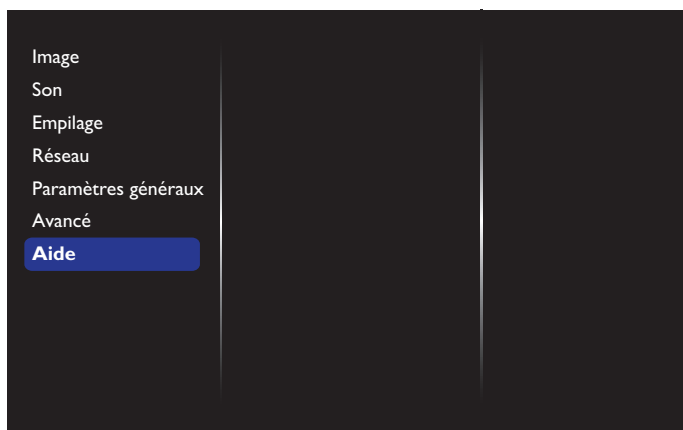 Image
Son
Empilage
Réseau
Paramètres généraux
Avancé
Aide